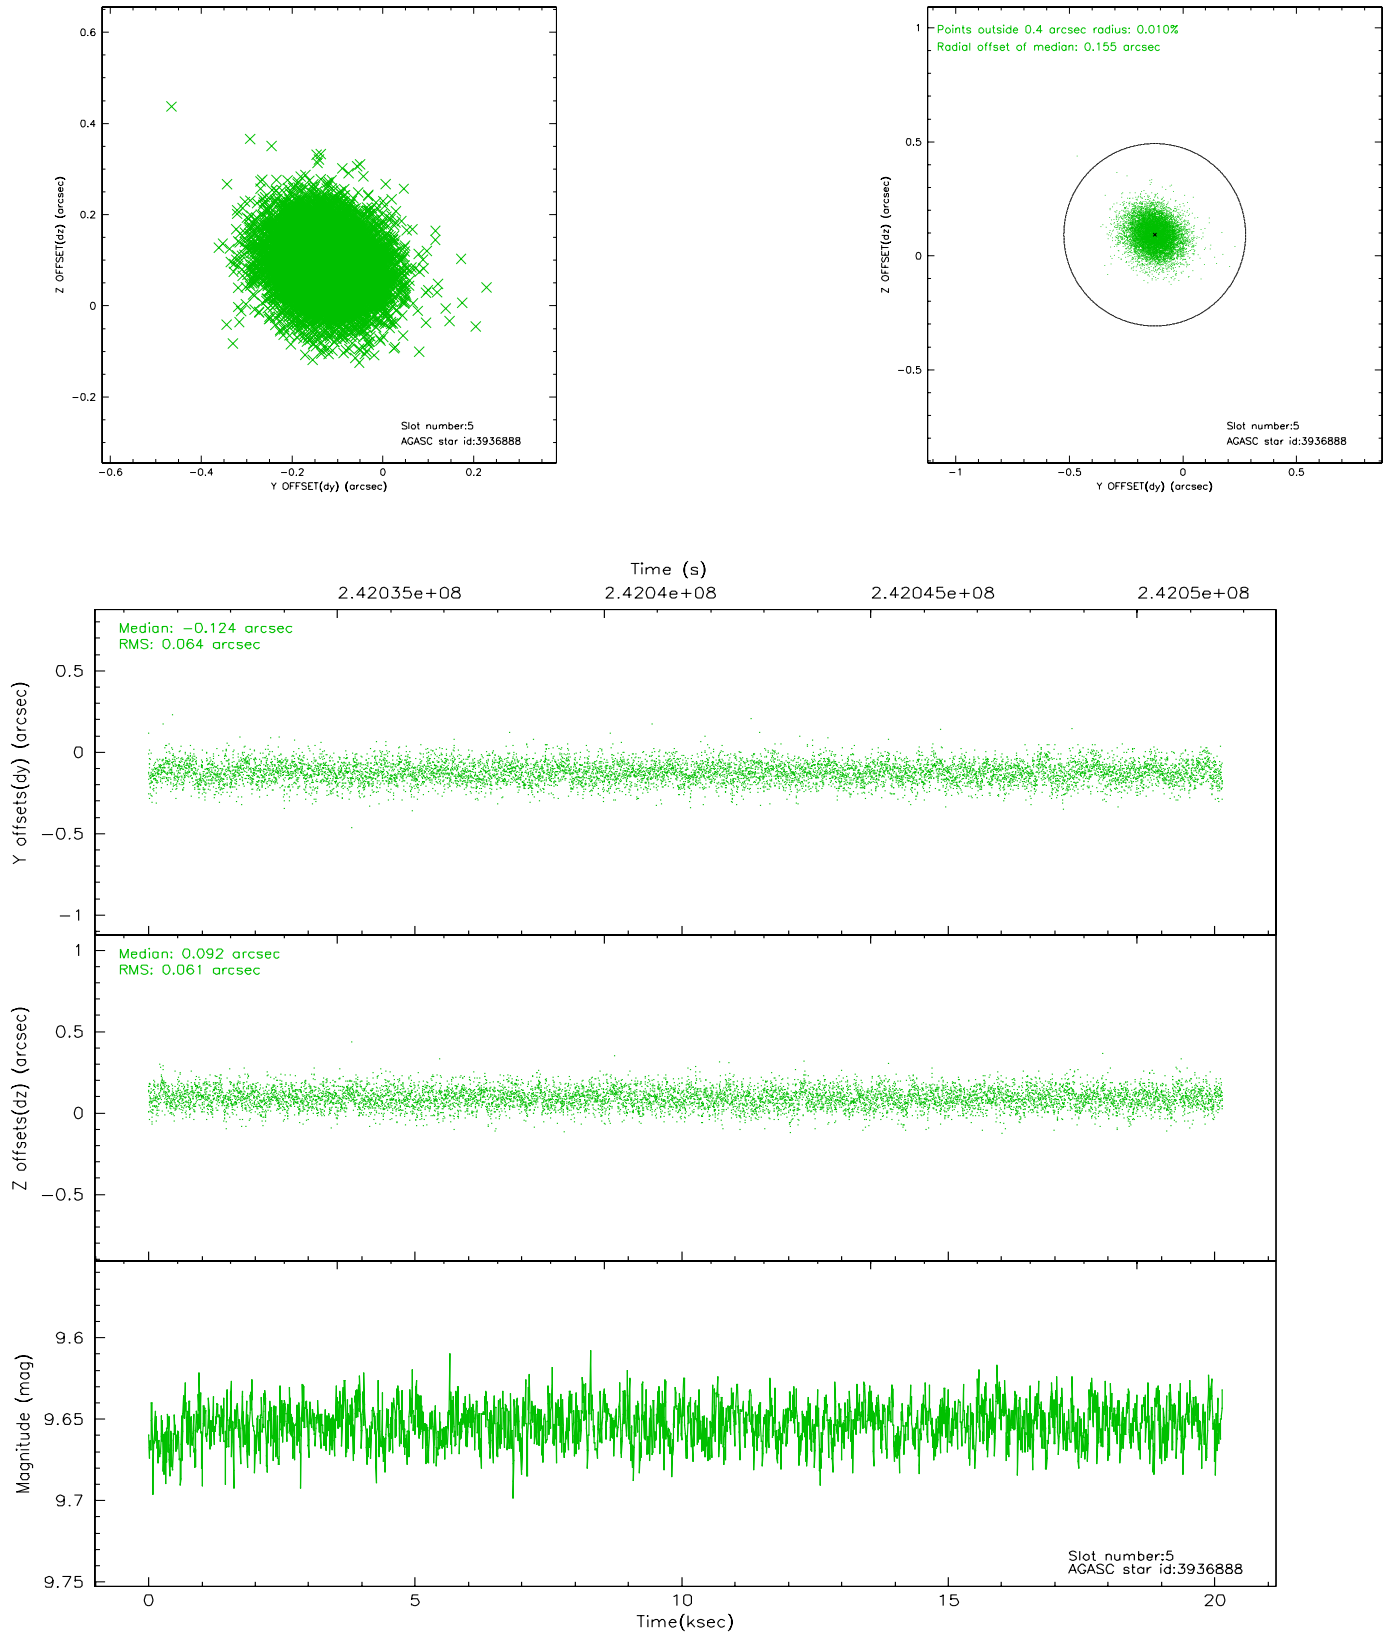 0.6
0.4
0.2
0
−0.2
Z OFFSET(dz) (arcsec)
Slot number:5
AGASC star id:3936888
−0.6 −0.4 −0.2 0 0.2
Y OFFSET(dy) (arcsec)
Points outside 0.4 arcsec radius: 0.010%
Radial offset of median: 0.155 arcsec
1
0.5
0
−0.5
Z OFFSET(dz) (arcsec)
Slot number:5
AGASC star id:3936888
−1 −0.5 0 0.5
Y OFFSET(dy) (arcsec)
Time (s)
2.42035e+08 2.4204e+08 2.42045e+08 2.4205e+08
Median: −0.124 arcsec
RMS: 0.064 arcsec
0.5
0
−0.5
−1
Y offsets(dy) (arcsec)
Median: 0.092 arcsec
RMS: 0.061 arcsec
1
0.5
0
−0.5
Z offsets(dz) (arcsec)
9.6
9.65
9.7
9.75
Magnitude (mag)
Slot number:5
AGASC star id:3936888
0 5 10 15 20
Time(ksec)